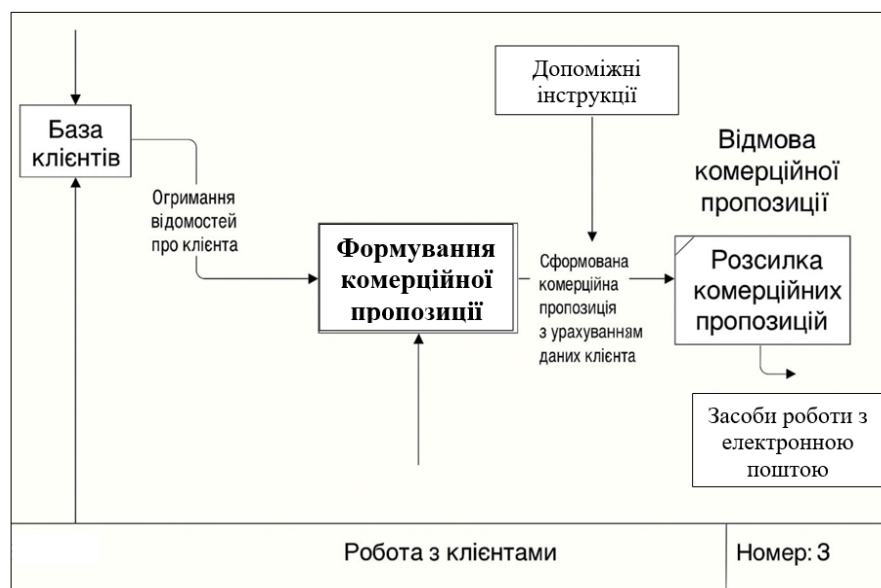 База
клієнтів
Огримання
відомостей
про клієнта
Формування
комерційної
пропозиції
Допоміжні
інструкції
Сформована
комерційна
пропозиція
з урахуванням
даних клієнта
Відмова
комерційної
пропозиції
Розсилка
комерційних
пропозицій
Засоби роботи з
електронною
поштою
Робота з клієнтами
Номер: 3